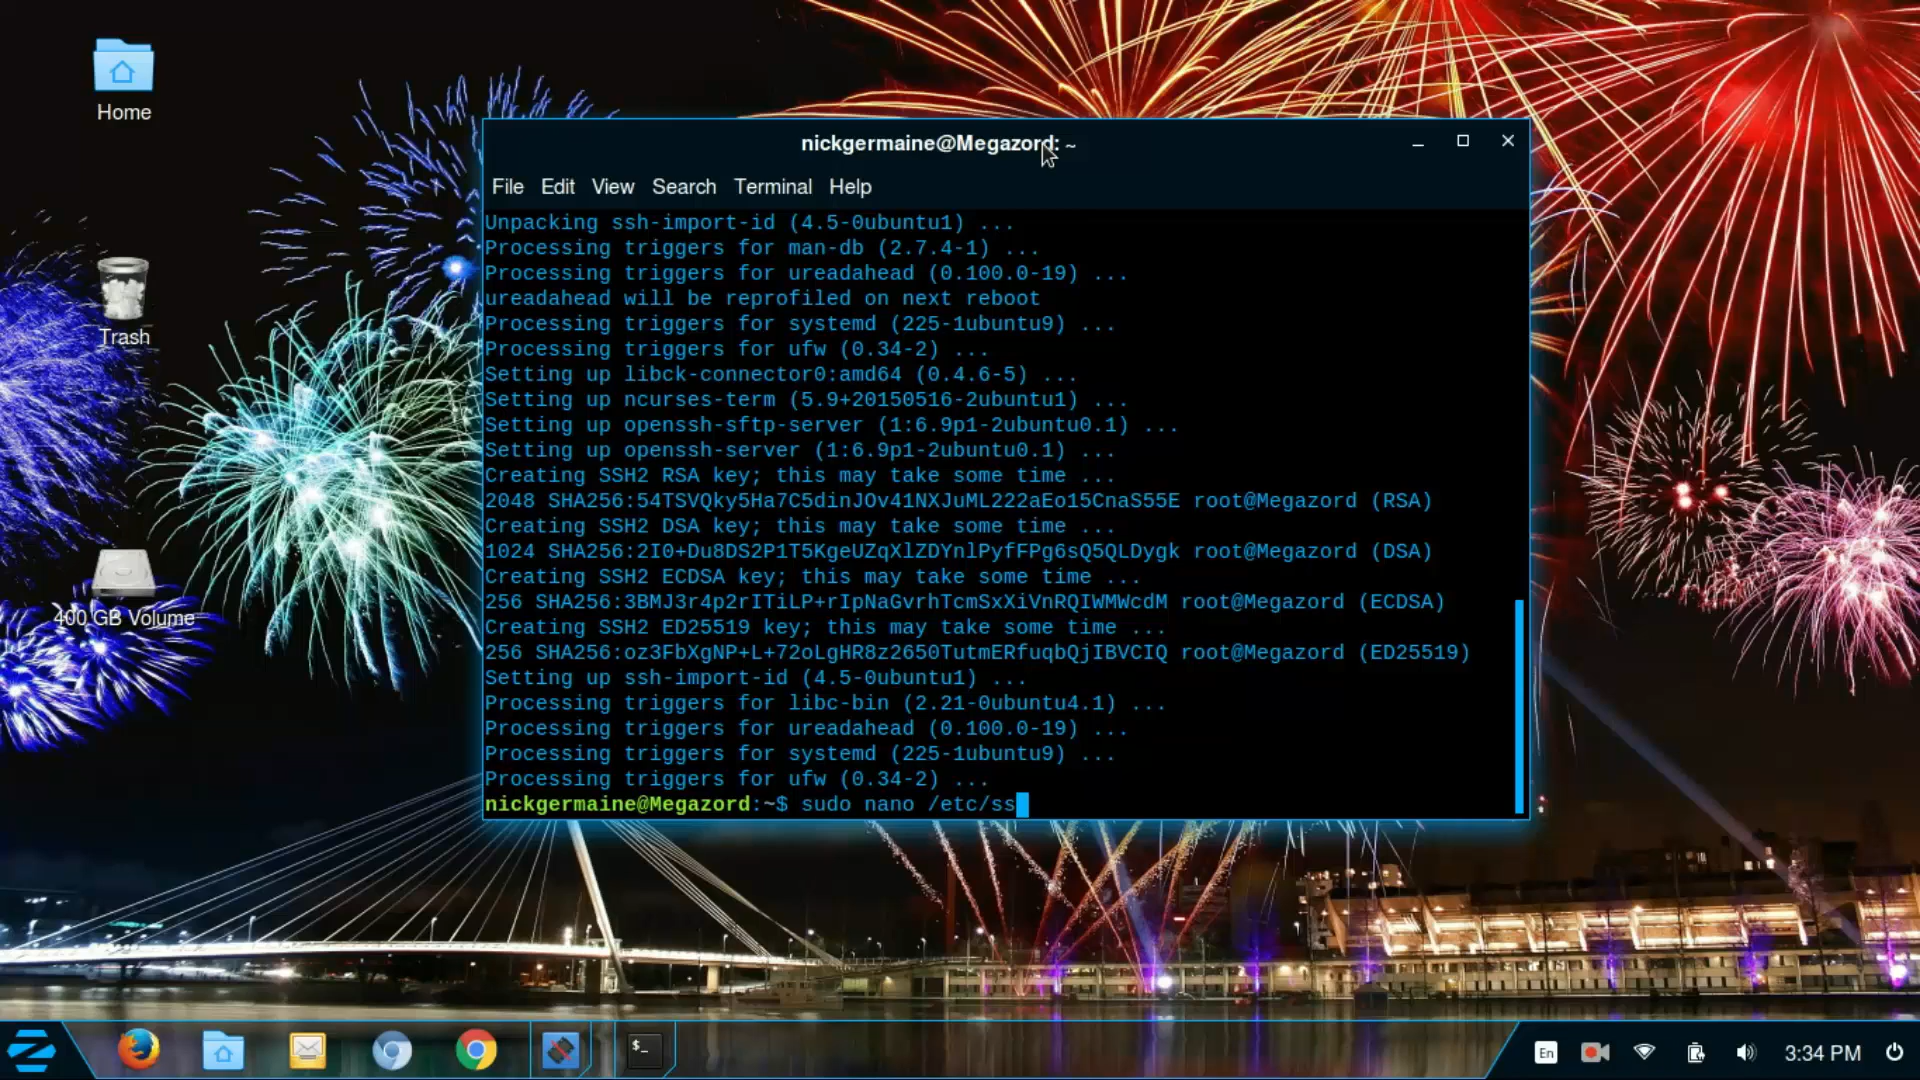 Home
Trash
400 GB Volume
nickgermaine@Megazord: ~
File Edit View Search Terminal Help
Unpacking ssh-import-id (4.5-0ubuntu1) ...
Processing triggers for man-db (2.7.4-1) ...
Processing triggers for ureadahead (0.100.0-19) ...
ureadahead will be reprofiled on next reboot
Processing triggers for systemd (225-1ubuntu9) ...
Processing triggers for ufw (0.34-2) ...
Setting up libck-connector0:amd64 (0.4.6-5) ...
Setting up ncurses-term (5.9+20150516-2ubuntu1) ...
Setting up openssh-sftp-server (1:6.9p1-2ubuntu0.1) ...
Setting up openssh-server (1:6.9p1-2ubuntu0.1) ...
Creating SSH2 RSA key; this may take some time ...
2048 SHA256:54TSVQky5Ha7C5dinJOv41NXJuML222aEo15CnaS55E root@Megazord (RSA)
Creating SSH2 DSA key; this may take some time ...
1024 SHA256:2I0+Du8DS2P1T5KgeUZqXlZDYnlPyfFPg6sQ5QLDygk root@Megazord (DSA)
Creating SSH2 ECDSA key; this may take some time ...
256 SHA256:3BMJ3r4p2rITiLP+rIpNaGvrhTcmSxXiVnRQIWMWcdM root@Megazord (ECDSA)
Creating SSH2 ED25519 key; this may take some time ...
256 SHA256:oz3FbXgNP+L+72oLgHR8z2650TutmERfuqbQjIBVCIQ root@Megazord (ED25519)
Setting up ssh-import-id (4.5-0ubuntu1) ...
Processing triggers for libc-bin (2.21-0ubuntu4.1) ...
Processing triggers for ureadahead (0.100.0-19) ...
Processing triggers for systemd (225-1ubuntu9) ...
Processing triggers for ufw (0.34-2) ...
nickgermaine@Megazord:~$ sudo nano /etc/ss
$_
En
3:34 PM